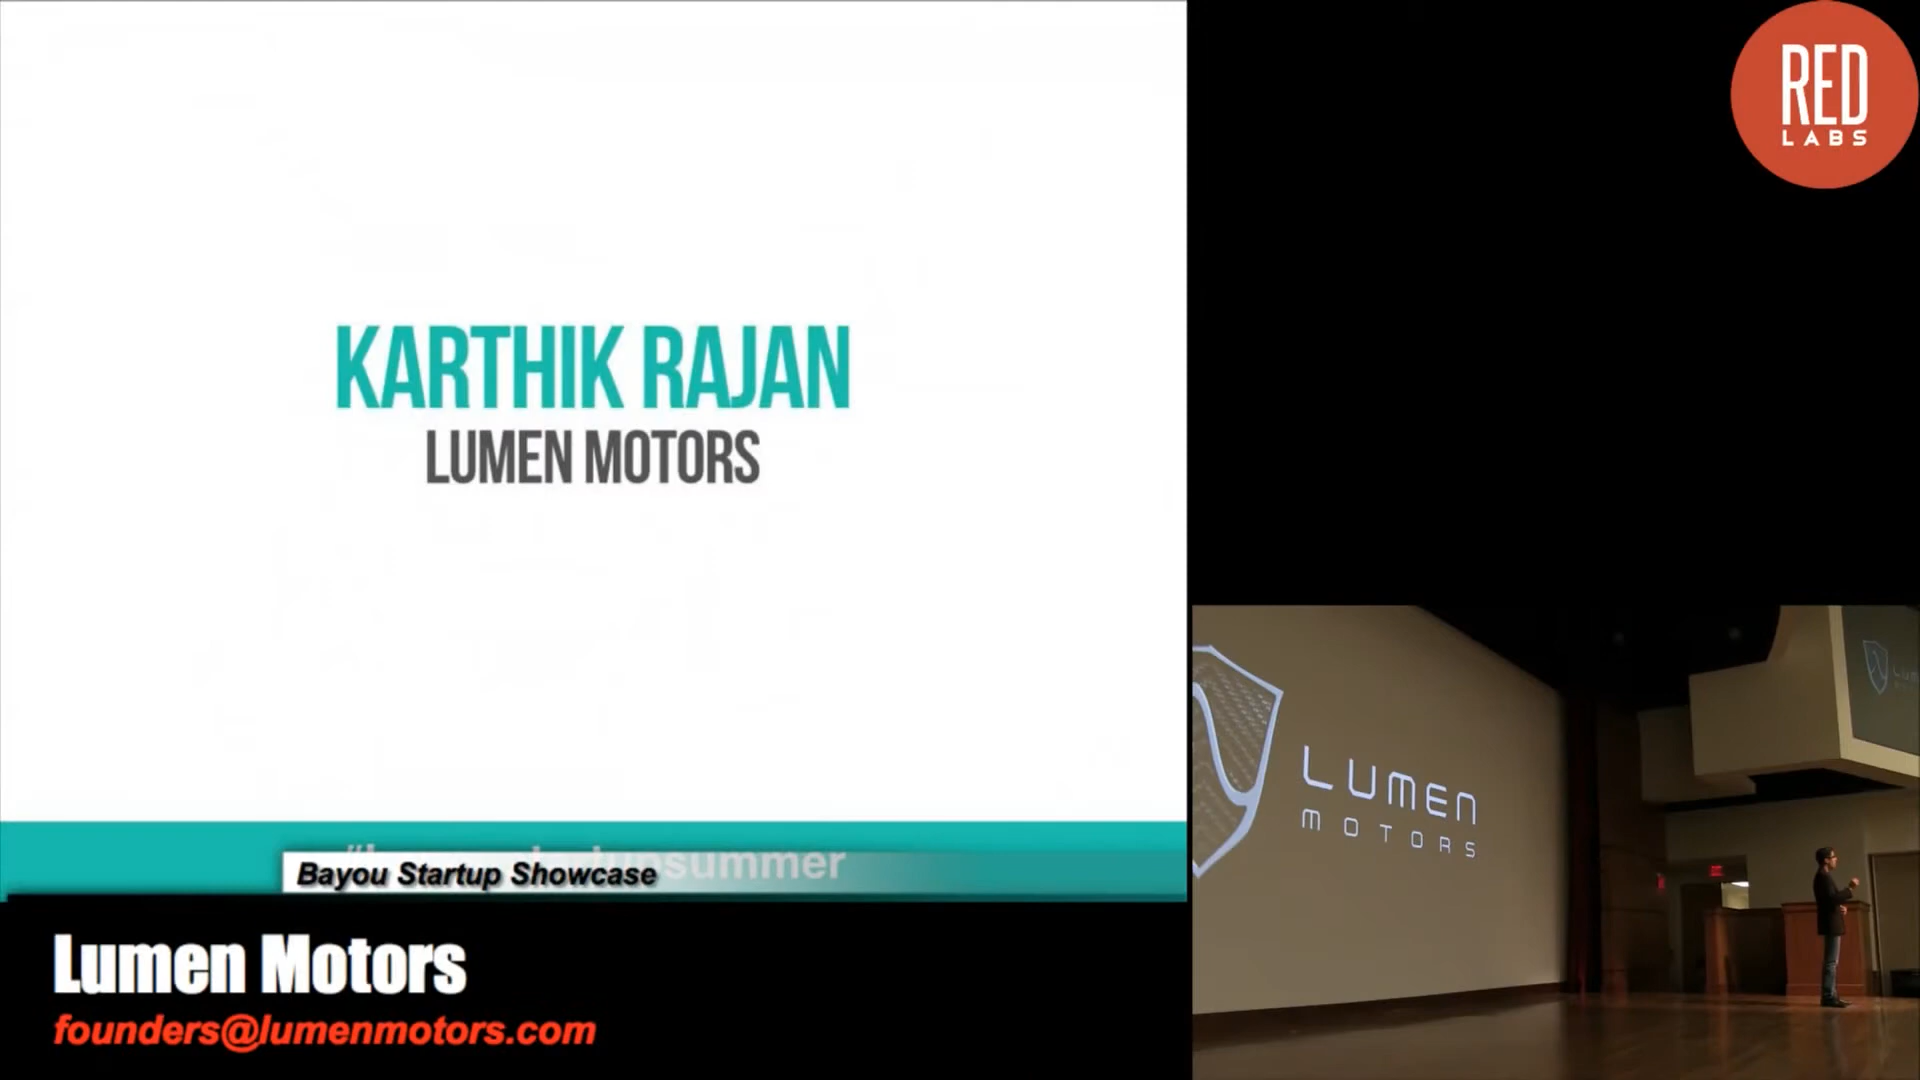 KARTHIK RAJAN
LUMEN MOTORS
summer
Bayou Startup Showcase
Lumen Motors
founders@lumenmotors.com
RED
LABS
LUMEN
MOTORS